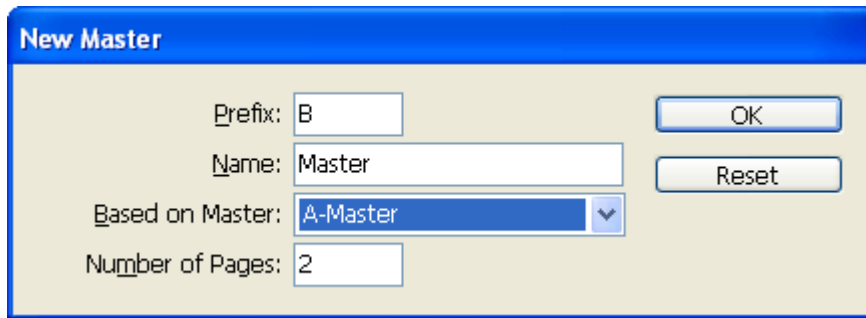 New Master
Prefix: B
OK
Name: Master
Reset
Based on Master: A-Master
Number of Pages: 2